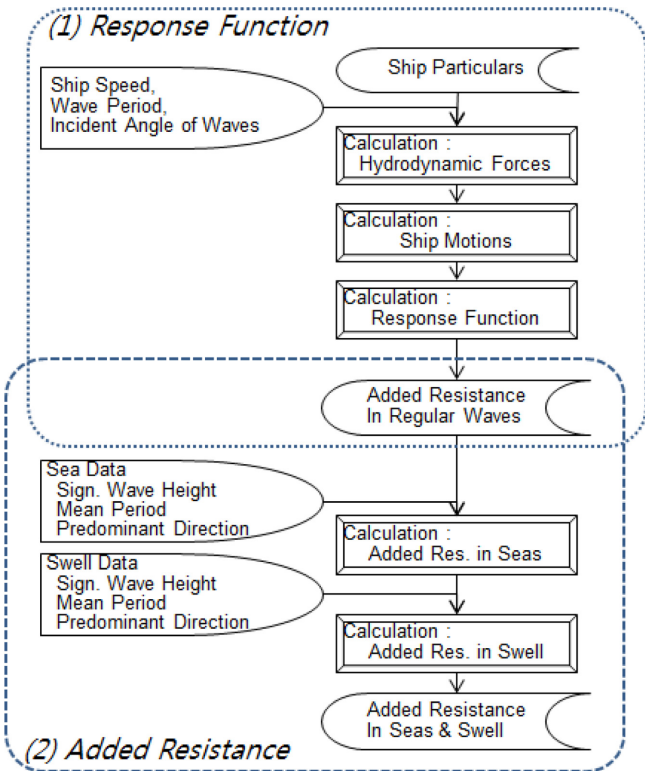 (1) Response Function
Ship Particulars
Ship Speed,
Wave Period,
Incident Angle of Waves
Calculation :
Hydrodynamic Forces
Calculation :
Ship Motions
Calculation :
Response Function
Added Resistance
In Regular Waves
Sea Data
Sign. Wave Height
Mean Period
Predominant Direction
Calculation :
Added Res. in Seas
Swell Data
Sign. Wave Height
Mean Period
Predominant Direction
Calculation :
Added Res. in Swell
Added Resistance
In Seas & Swell
(2) Added Resistance